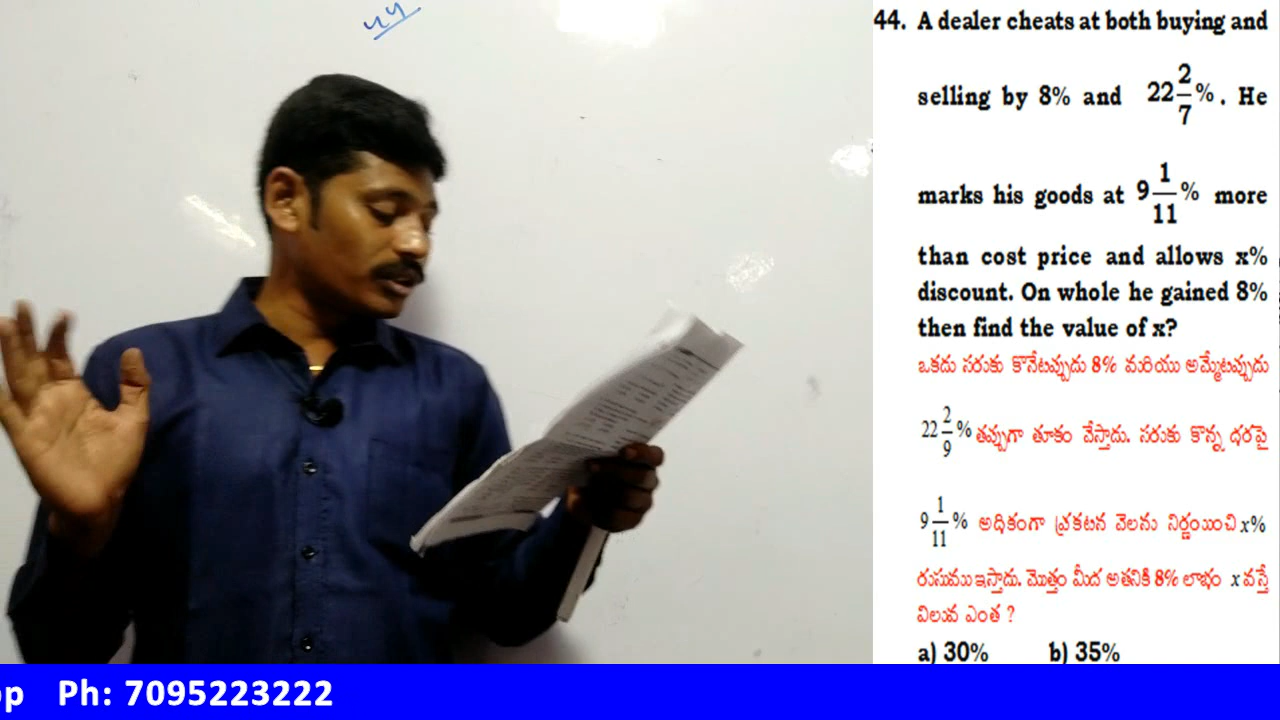 44
44. A dealer cheats at both buying and
selling by 8% and 22 2/7 %. He
marks his goods at 9 1/11 % more
than cost price and allows x%
discount. On whole he gained 8%
then find the value of x?
ఒకడు సరుకు కొనేటప్పుడు 8% మరియు అమ్మేటప్పుడు
22 2/9 % తప్పుగా తూకం వేస్తాడు. సరుకు కొన్న ధరపై
9 1/11 % అధికంగా ప్రకటన వెలను నిర్ణయించి x%
రుసుము ఇస్తాడు. మొత్తం మీద అతనికి 8% లాభం x వస్తే
విలువ ఎంత ?
a) 30% b) 35%
Ph: 7095223222